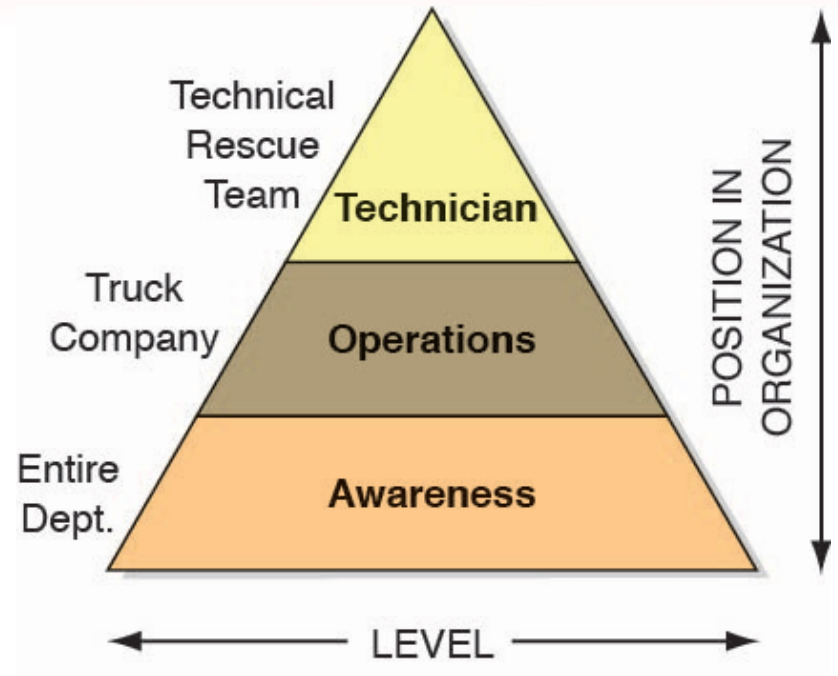 Technical
Rescue
Team
Technician
Truck
Company
Operations
Entire
Dept.
Awareness
POSITION IN
ORGANIZATION
LEVEL